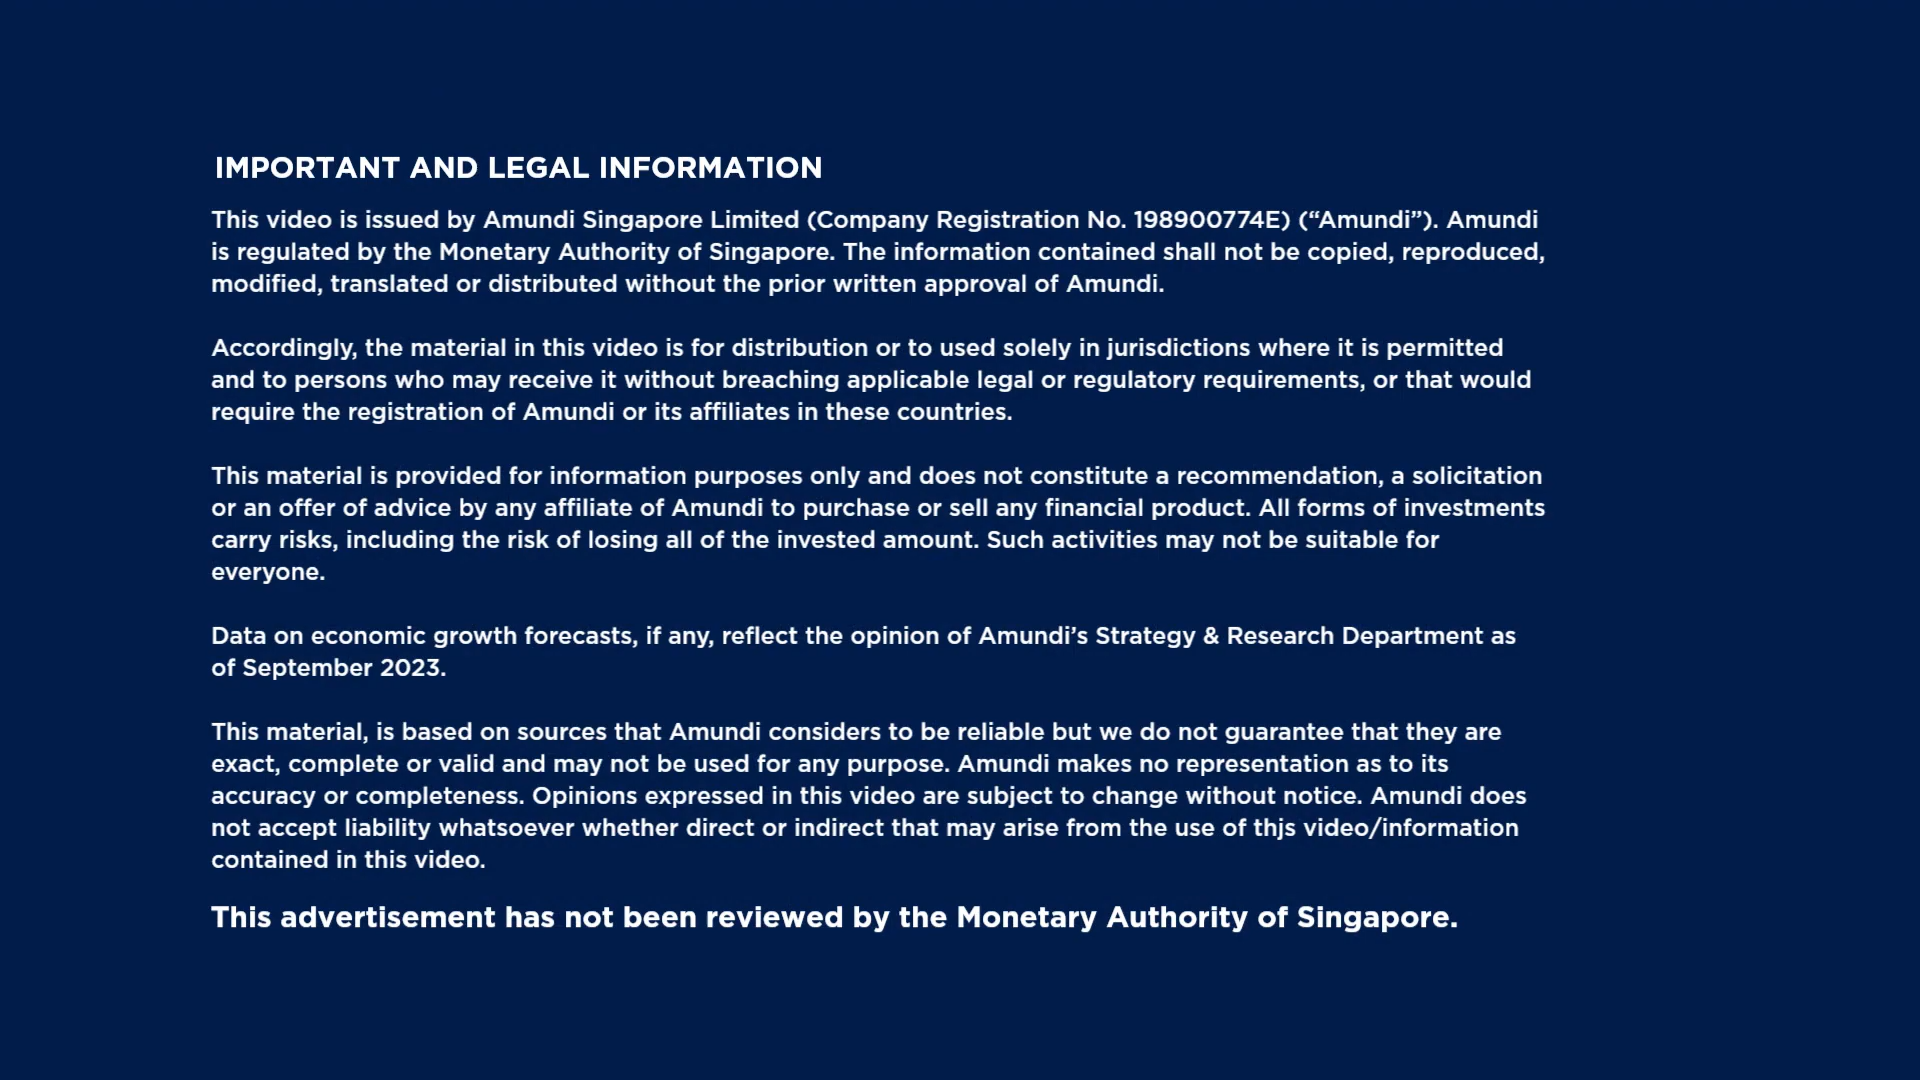 IMPORTANT AND LEGAL INFORMATION
This video is issued by Amundi Singapore Limited (Company Registration No. 198900774E) (“Amundi”). Amundi
is regulated by the Monetary Authority of Singapore. The information contained shall not be copied, reproduced,
modified, translated or distributed without the prior written approval of Amundi.
Accordingly, the material in this video is for distribution or to used solely in jurisdictions where it is permitted
and to persons who may receive it without breaching applicable legal or regulatory requirements, or that would
require the registration of Amundi or its affiliates in these countries.
This material is provided for information purposes only and does not constitute a recommendation, a solicitation
or an offer of advice by any affiliate of Amundi to purchase or sell any financial product. All forms of investments
carry risks, including the risk of losing all of the invested amount. Such activities may not be suitable for
everyone.
Data on economic growth forecasts, if any, reflect the opinion of Amundi’s Strategy & Research Department as
of September 2023.
This material, is based on sources that Amundi considers to be reliable but we do not guarantee that they are
exact, complete or valid and may not be used for any purpose. Amundi makes no representation as to its
accuracy or completeness. Opinions expressed in this video are subject to change without notice. Amundi does
not accept liability whatsoever whether direct or indirect that may arise from the use of thjs video/information
contained in this video.
This advertisement has not been reviewed by the Monetary Authority of Singapore.